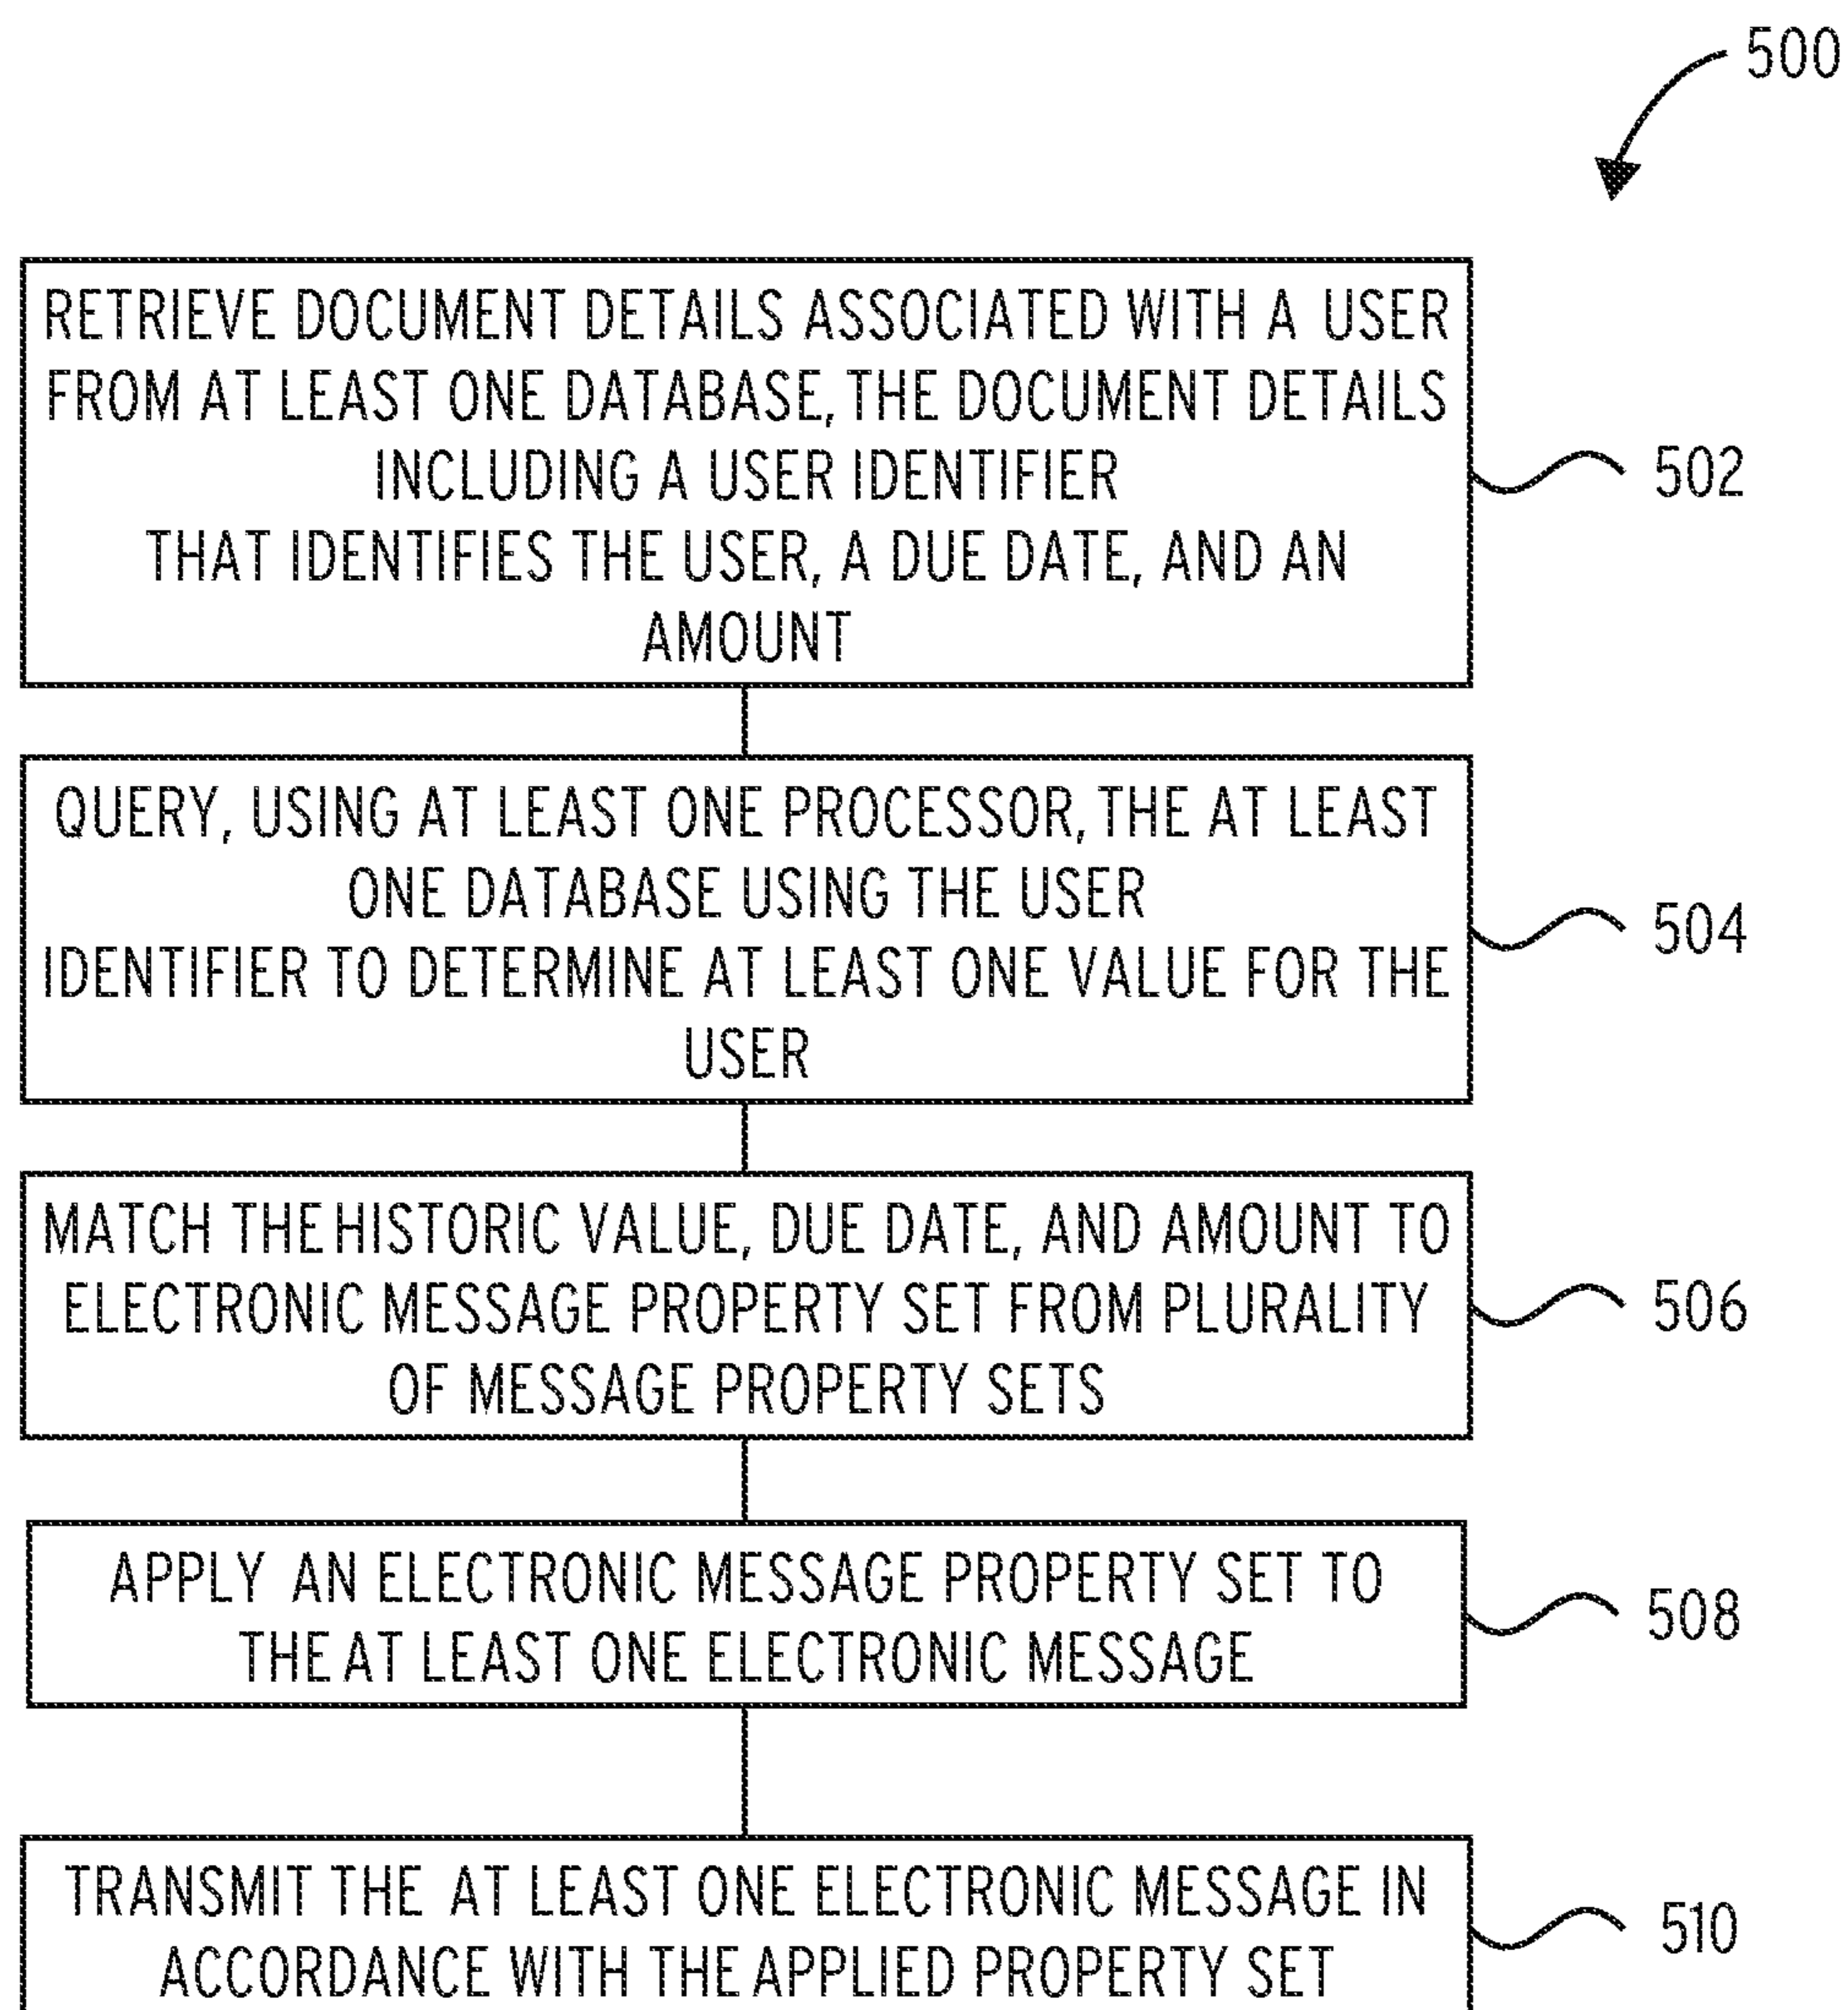 500
RETRIEVE DOCUMENT DETAILS ASSOCIATED WITH A USER
FROM AT LEAST ONE DATABASE, THE DOCUMENT DETAILS
INCLUDING A USER IDENTIFIER
THAT IDENTIFIES THE USER, A DUE DATE, AND AN
AMOUNT
502
QUERY, USING AT LEAST ONE PROCESSOR, THE AT LEAST
ONE DATABASE USING THE USER
IDENTIFIER TO DETERMINE AT LEAST ONE VALUE FOR THE
USER
504
MATCH THE HISTORIC VALUE, DUE DATE, AND AMOUNT TO
ELECTRONIC MESSAGE PROPERTY SET FROM PLURALITY
OF MESSAGE PROPERTY SETS
506
APPLY AN ELECTRONIC MESSAGE PROPERTY SET TO
THE AT LEAST ONE ELECTRONIC MESSAGE
508
TRANSMIT THE AT LEAST ONE ELECTRONIC MESSAGE IN
ACCORDANCE WITH THE APPLIED PROPERTY SET
510